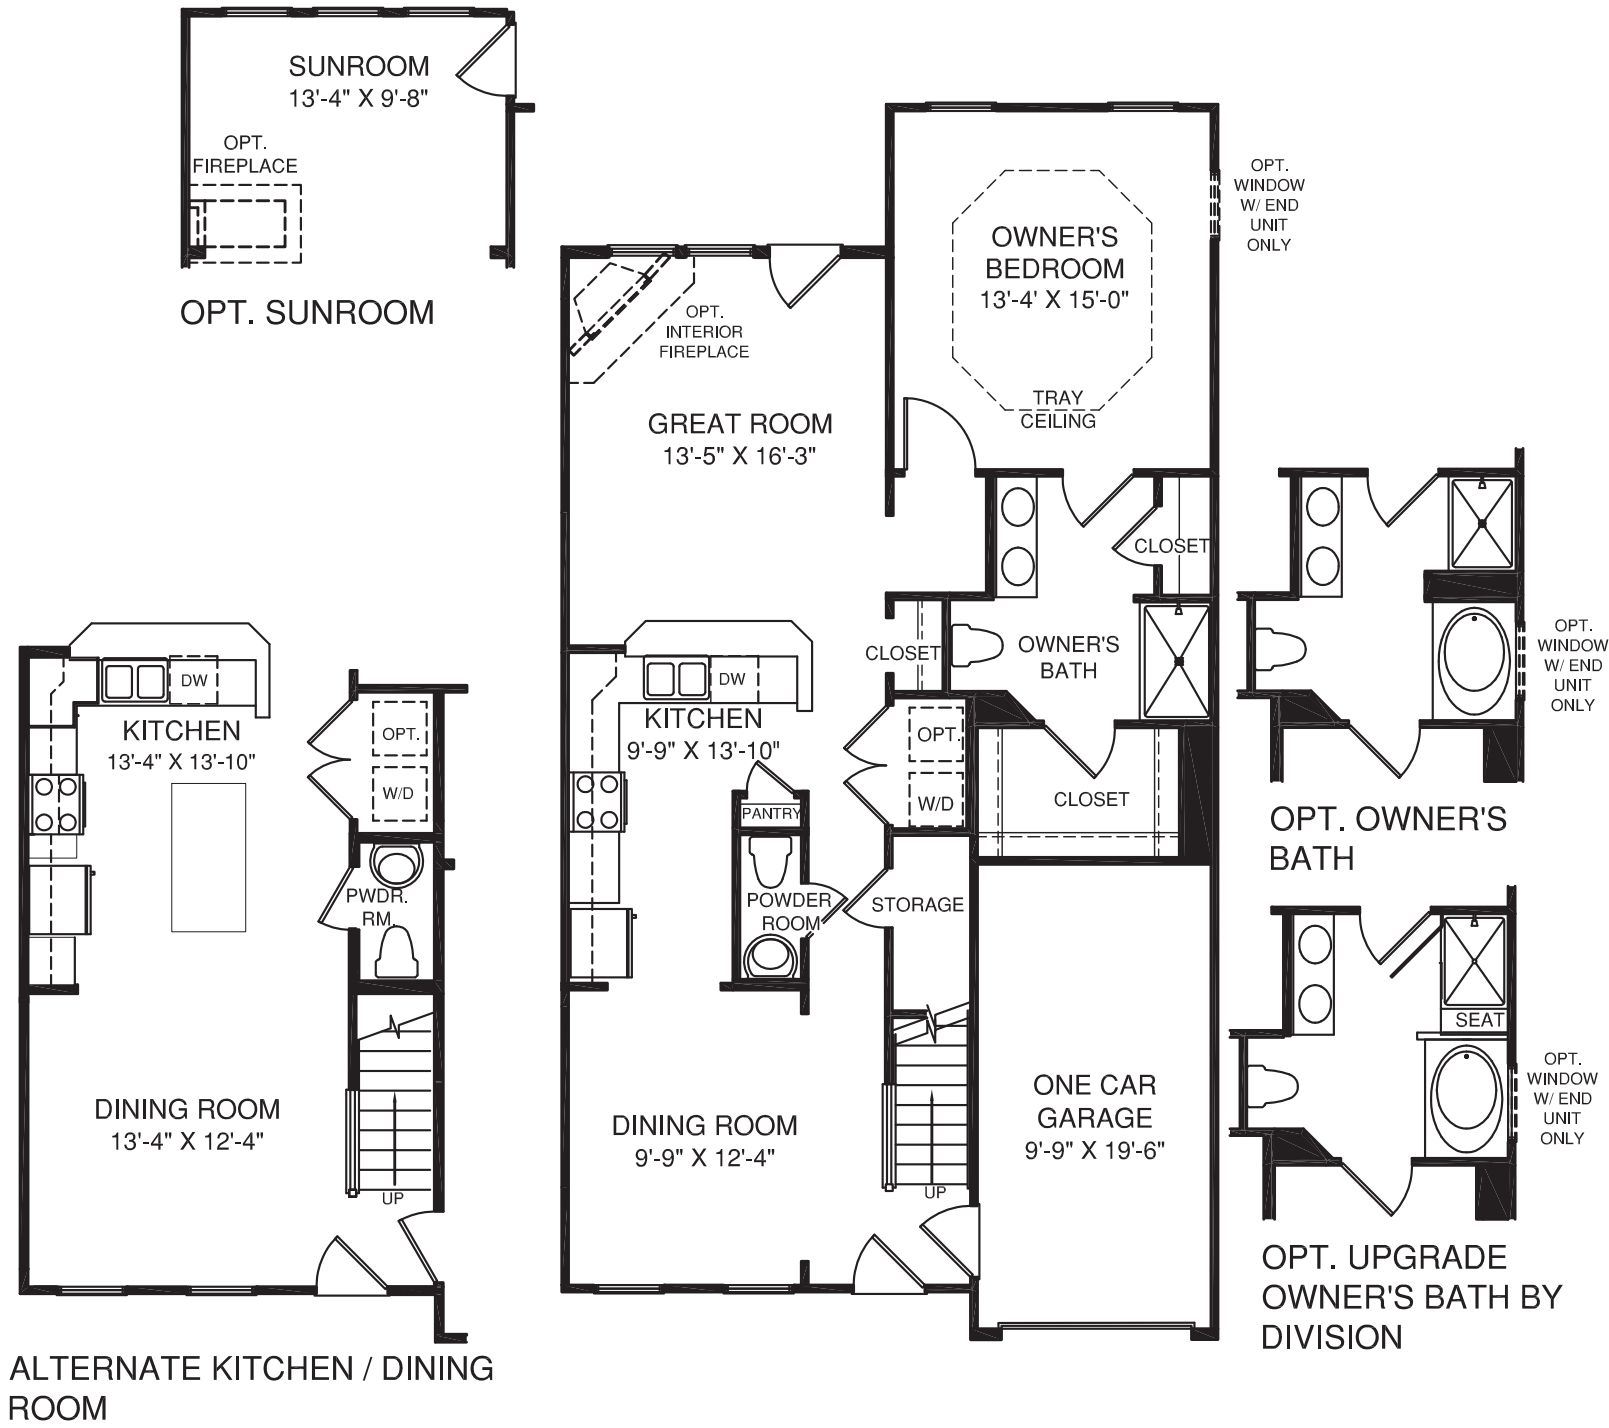 SUNROOM
13'-4" X 9'-8"
OPT.
FIREPLACE
OPT. SUNROOM
OWNER'S
BEDROOM
13'-4' X 15'-0"
TRAY
CEILING
OPT.
WINDOW
W/ END
UNIT
ONLY
OPT.
INTERIOR
FIREPLACE
GREAT ROOM
13'-5" X 16'-3"
CLOSET
CLOSET
OWNER'S
BATH
DW
KITCHEN
9'-9" X 13'-10"
OPT.
W/D
CLOSET
PANTRY
POWDER
ROOM
STORAGE
DINING ROOM
9'-9" X 12'-4"
UP
ONE CAR
GARAGE
9'-9" X 19'-6"
DW
KITCHEN
13'-4" X 13'-10"
OPT.
W/D
PWDR.
RM.
DINING ROOM
13'-4" X 12'-4"
UP
ALTERNATE KITCHEN / DINING
ROOM
OPT.
WINDOW
W/ END
UNIT
ONLY
OPT. OWNER'S
BATH
SEAT
OPT.
WINDOW
W/ END
UNIT
ONLY
OPT. UPGRADE
OWNER'S BATH BY
DIVISION